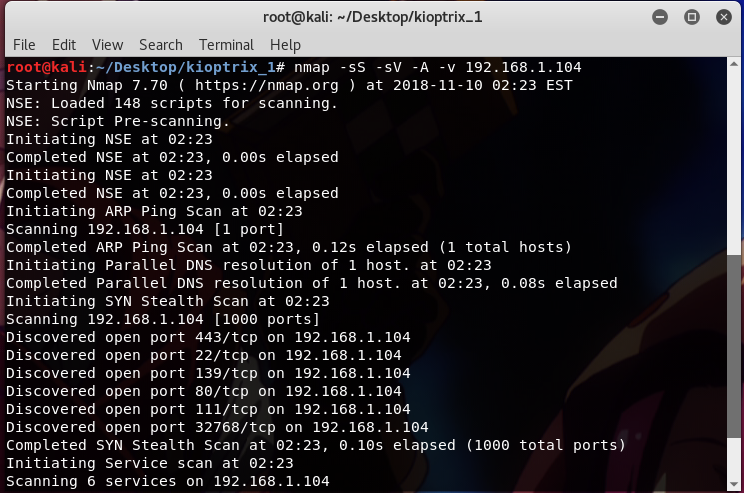 root@kali: ~/Desktop/kioptrix_1
File Edit View Search Terminal Help
root@kali:~/Desktop/kioptrix_1# nmap -sS -sV -A -v 192.168.1.104
Starting Nmap 7.70 ( https://nmap.org ) at 2018-11-10 02:23 EST
NSE: Loaded 148 scripts for scanning.
NSE: Script Pre-scanning.
Initiating NSE at 02:23
Completed NSE at 02:23, 0.00s elapsed
Initiating NSE at 02:23
Completed NSE at 02:23, 0.00s elapsed
Initiating ARP Ping Scan at 02:23
Scanning 192.168.1.104 [1 port]
Completed ARP Ping Scan at 02:23, 0.12s elapsed (1 total hosts)
Initiating Parallel DNS resolution of 1 host. at 02:23
Completed Parallel DNS resolution of 1 host. at 02:23, 0.08s elapsed
Initiating SYN Stealth Scan at 02:23
Scanning 192.168.1.104 [1000 ports]
Discovered open port 443/tcp on 192.168.1.104
Discovered open port 22/tcp on 192.168.1.104
Discovered open port 139/tcp on 192.168.1.104
Discovered open port 80/tcp on 192.168.1.104
Discovered open port 111/tcp on 192.168.1.104
Discovered open port 32768/tcp on 192.168.1.104
Completed SYN Stealth Scan at 02:23, 0.10s elapsed (1000 total ports)
Initiating Service scan at 02:23
Scanning 6 services on 192.168.1.104